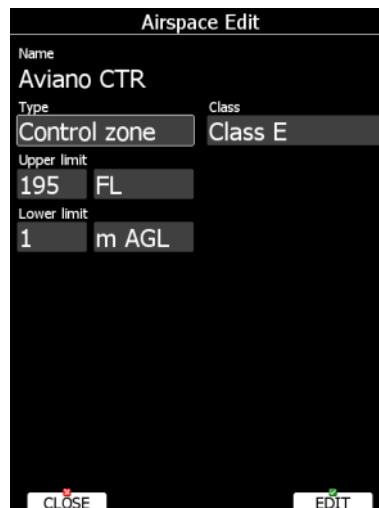 Airspace Edit
Name
Aviano CTR
Type Class
Control zone Class E
Upper limit
195 FL
Lower limit
1 m AGL
CLOSE EDIT